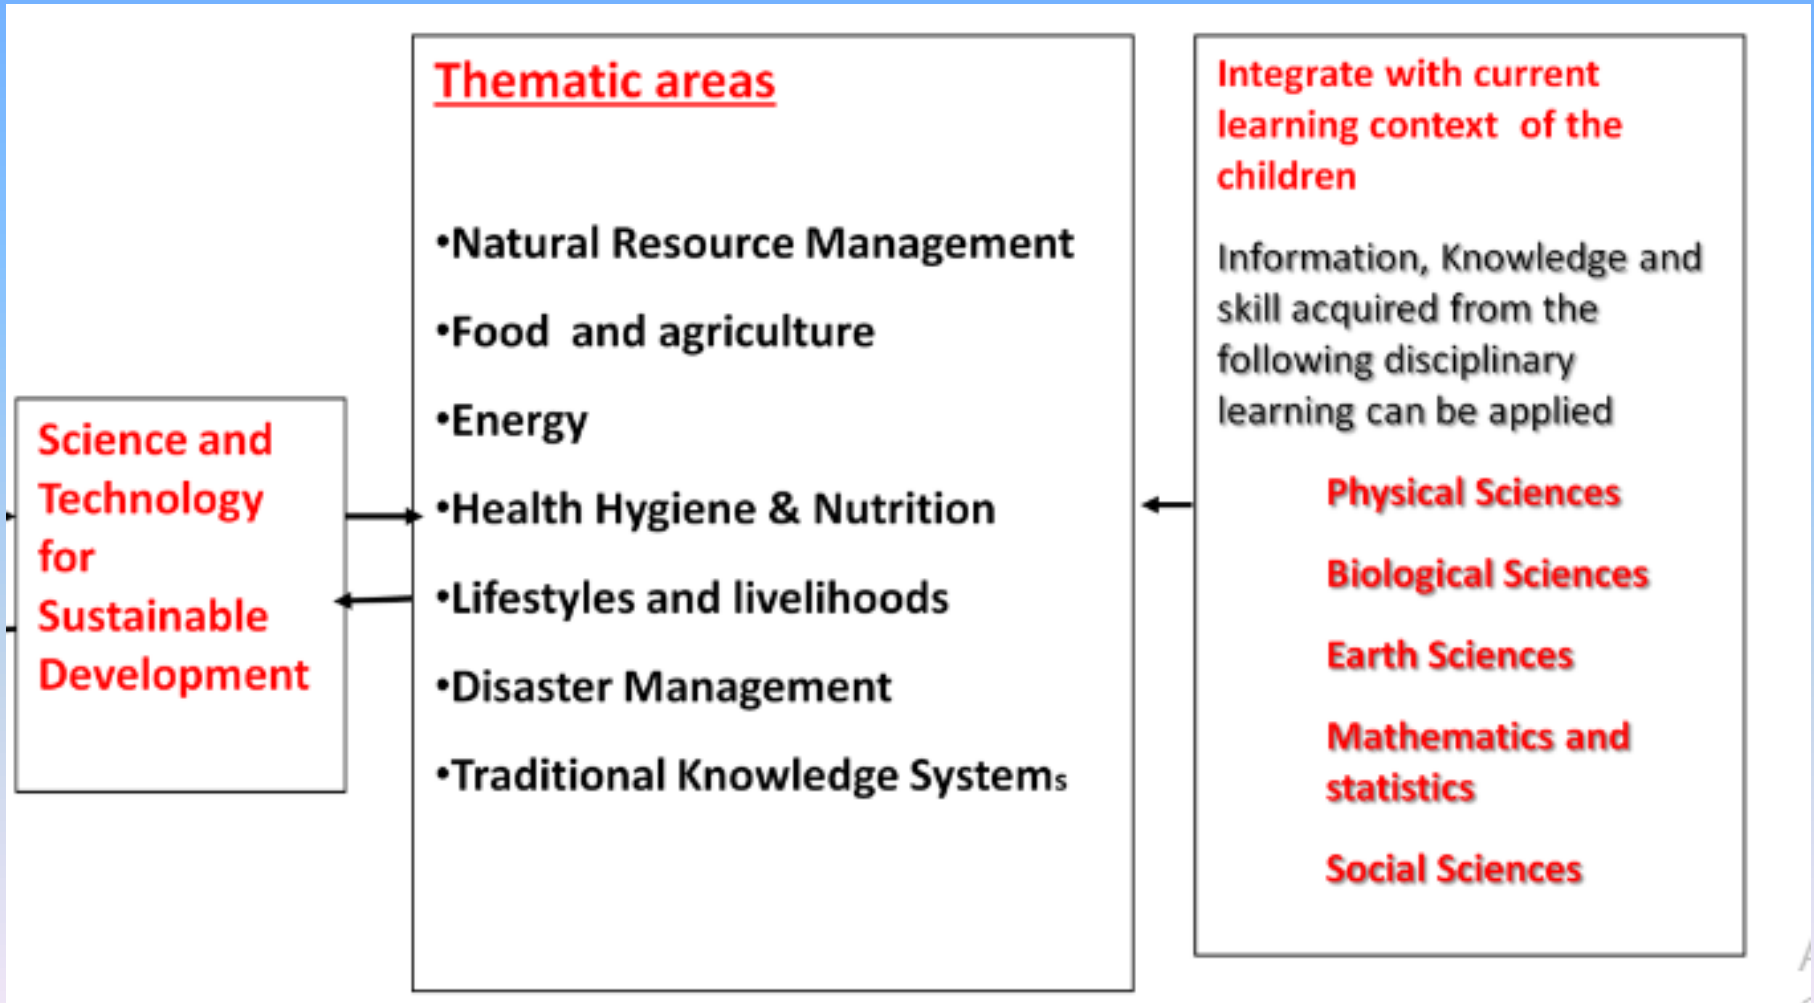 Science and
Technology
for
Sustainable
Development
Thematic areas
•Natural Resource Management
•Food and agriculture
•Energy
•Health Hygiene & Nutrition
•Lifestyles and livelihoods
•Disaster Management
•Traditional Knowledge Systems
Integrate with current
learning context of the
children
Information, Knowledge and
skill acquired from the
following disciplinary
learning can be applied
Physical Sciences
Biological Sciences
Earth Sciences
Mathematics and
statistics
Social Sciences